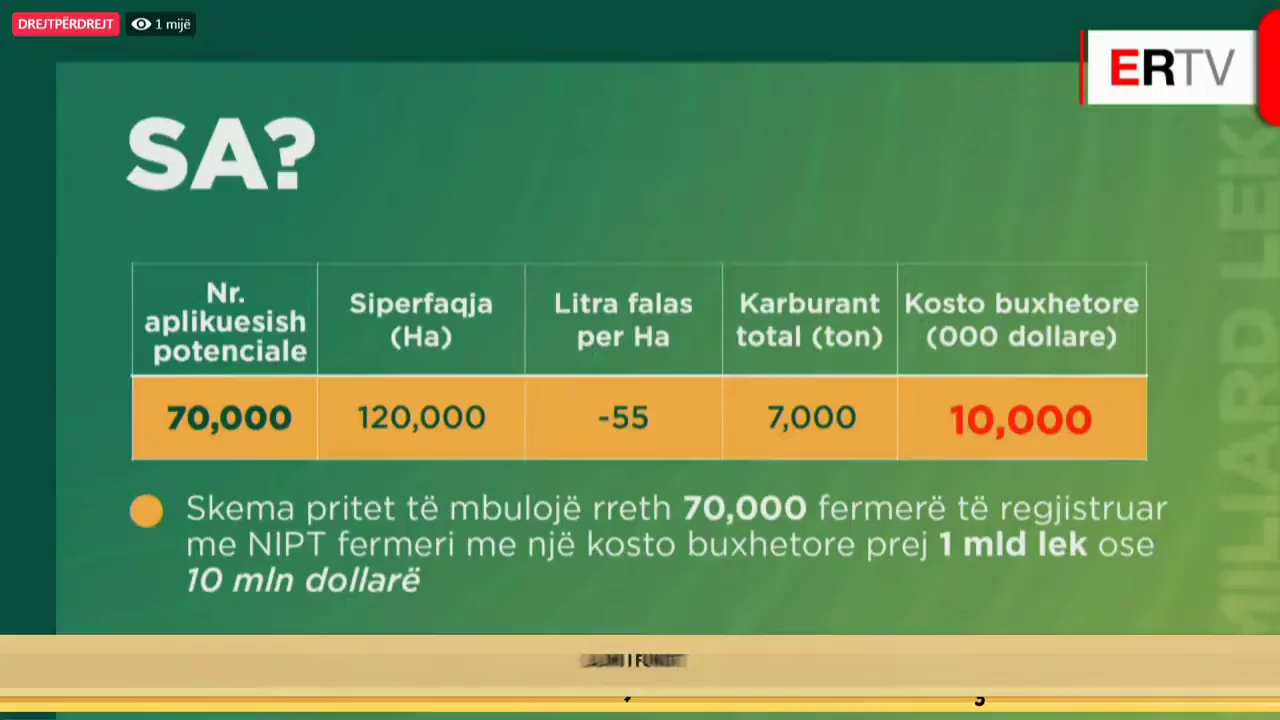 DREJTPËRDREJT
1 mijë
ERTV
SA?
Nr.
aplikuesish
potenciale
Siperfaqja
(Ha)
Litra falas
per Ha
Karburant
total (ton)
Kosto buxhetore
(000 dollare)
70,000
120,000
-55
7,000
10,000
Skema pritet të mbulojë rreth 70,000 fermerë të regjistruar
me NIPT fermeri me një kosto buxhetore prej 1 mld lek ose
10 mln dollarë
MILIARD LEK